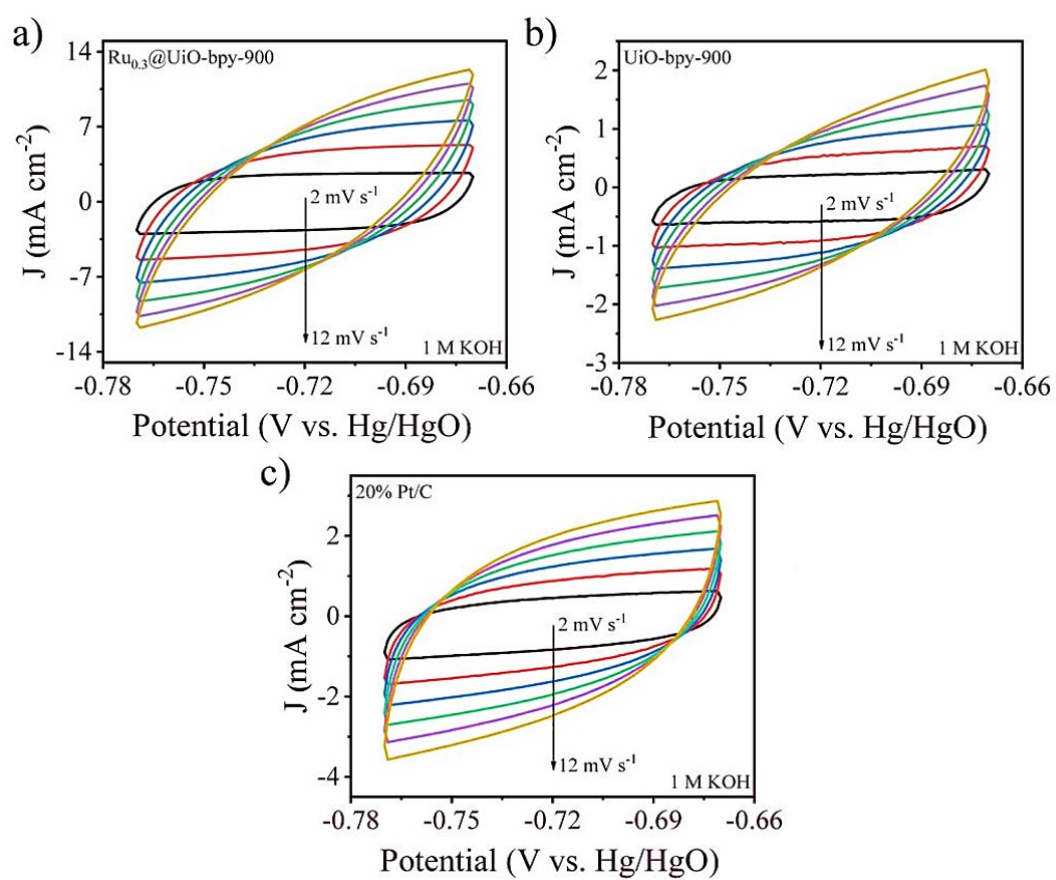 a)
Ru0.3@UiO-bpy-900
14
7
0
-7
-14
J (mA cm-2)
2 mV s-1
12 mV s-1
1 M KOH
-0.78 -0.75 -0.72 -0.69 -0.66
Potential (V vs. Hg/HgO)
b)
UiO-bpy-900
2
1
0
-1
-2
-3
J (mA cm-2)
2 mV s-1
12 mV s-1
1 M KOH
-0.78 -0.75 -0.72 -0.69 -0.66
Potential (V vs. Hg/HgO)
c)
20% Pt/C
2
0
-2
-4
J (mA cm-2)
2 mV s-1
12 mV s-1
1 M KOH
-0.78 -0.75 -0.72 -0.69 -0.66
Potential (V vs. Hg/HgO)